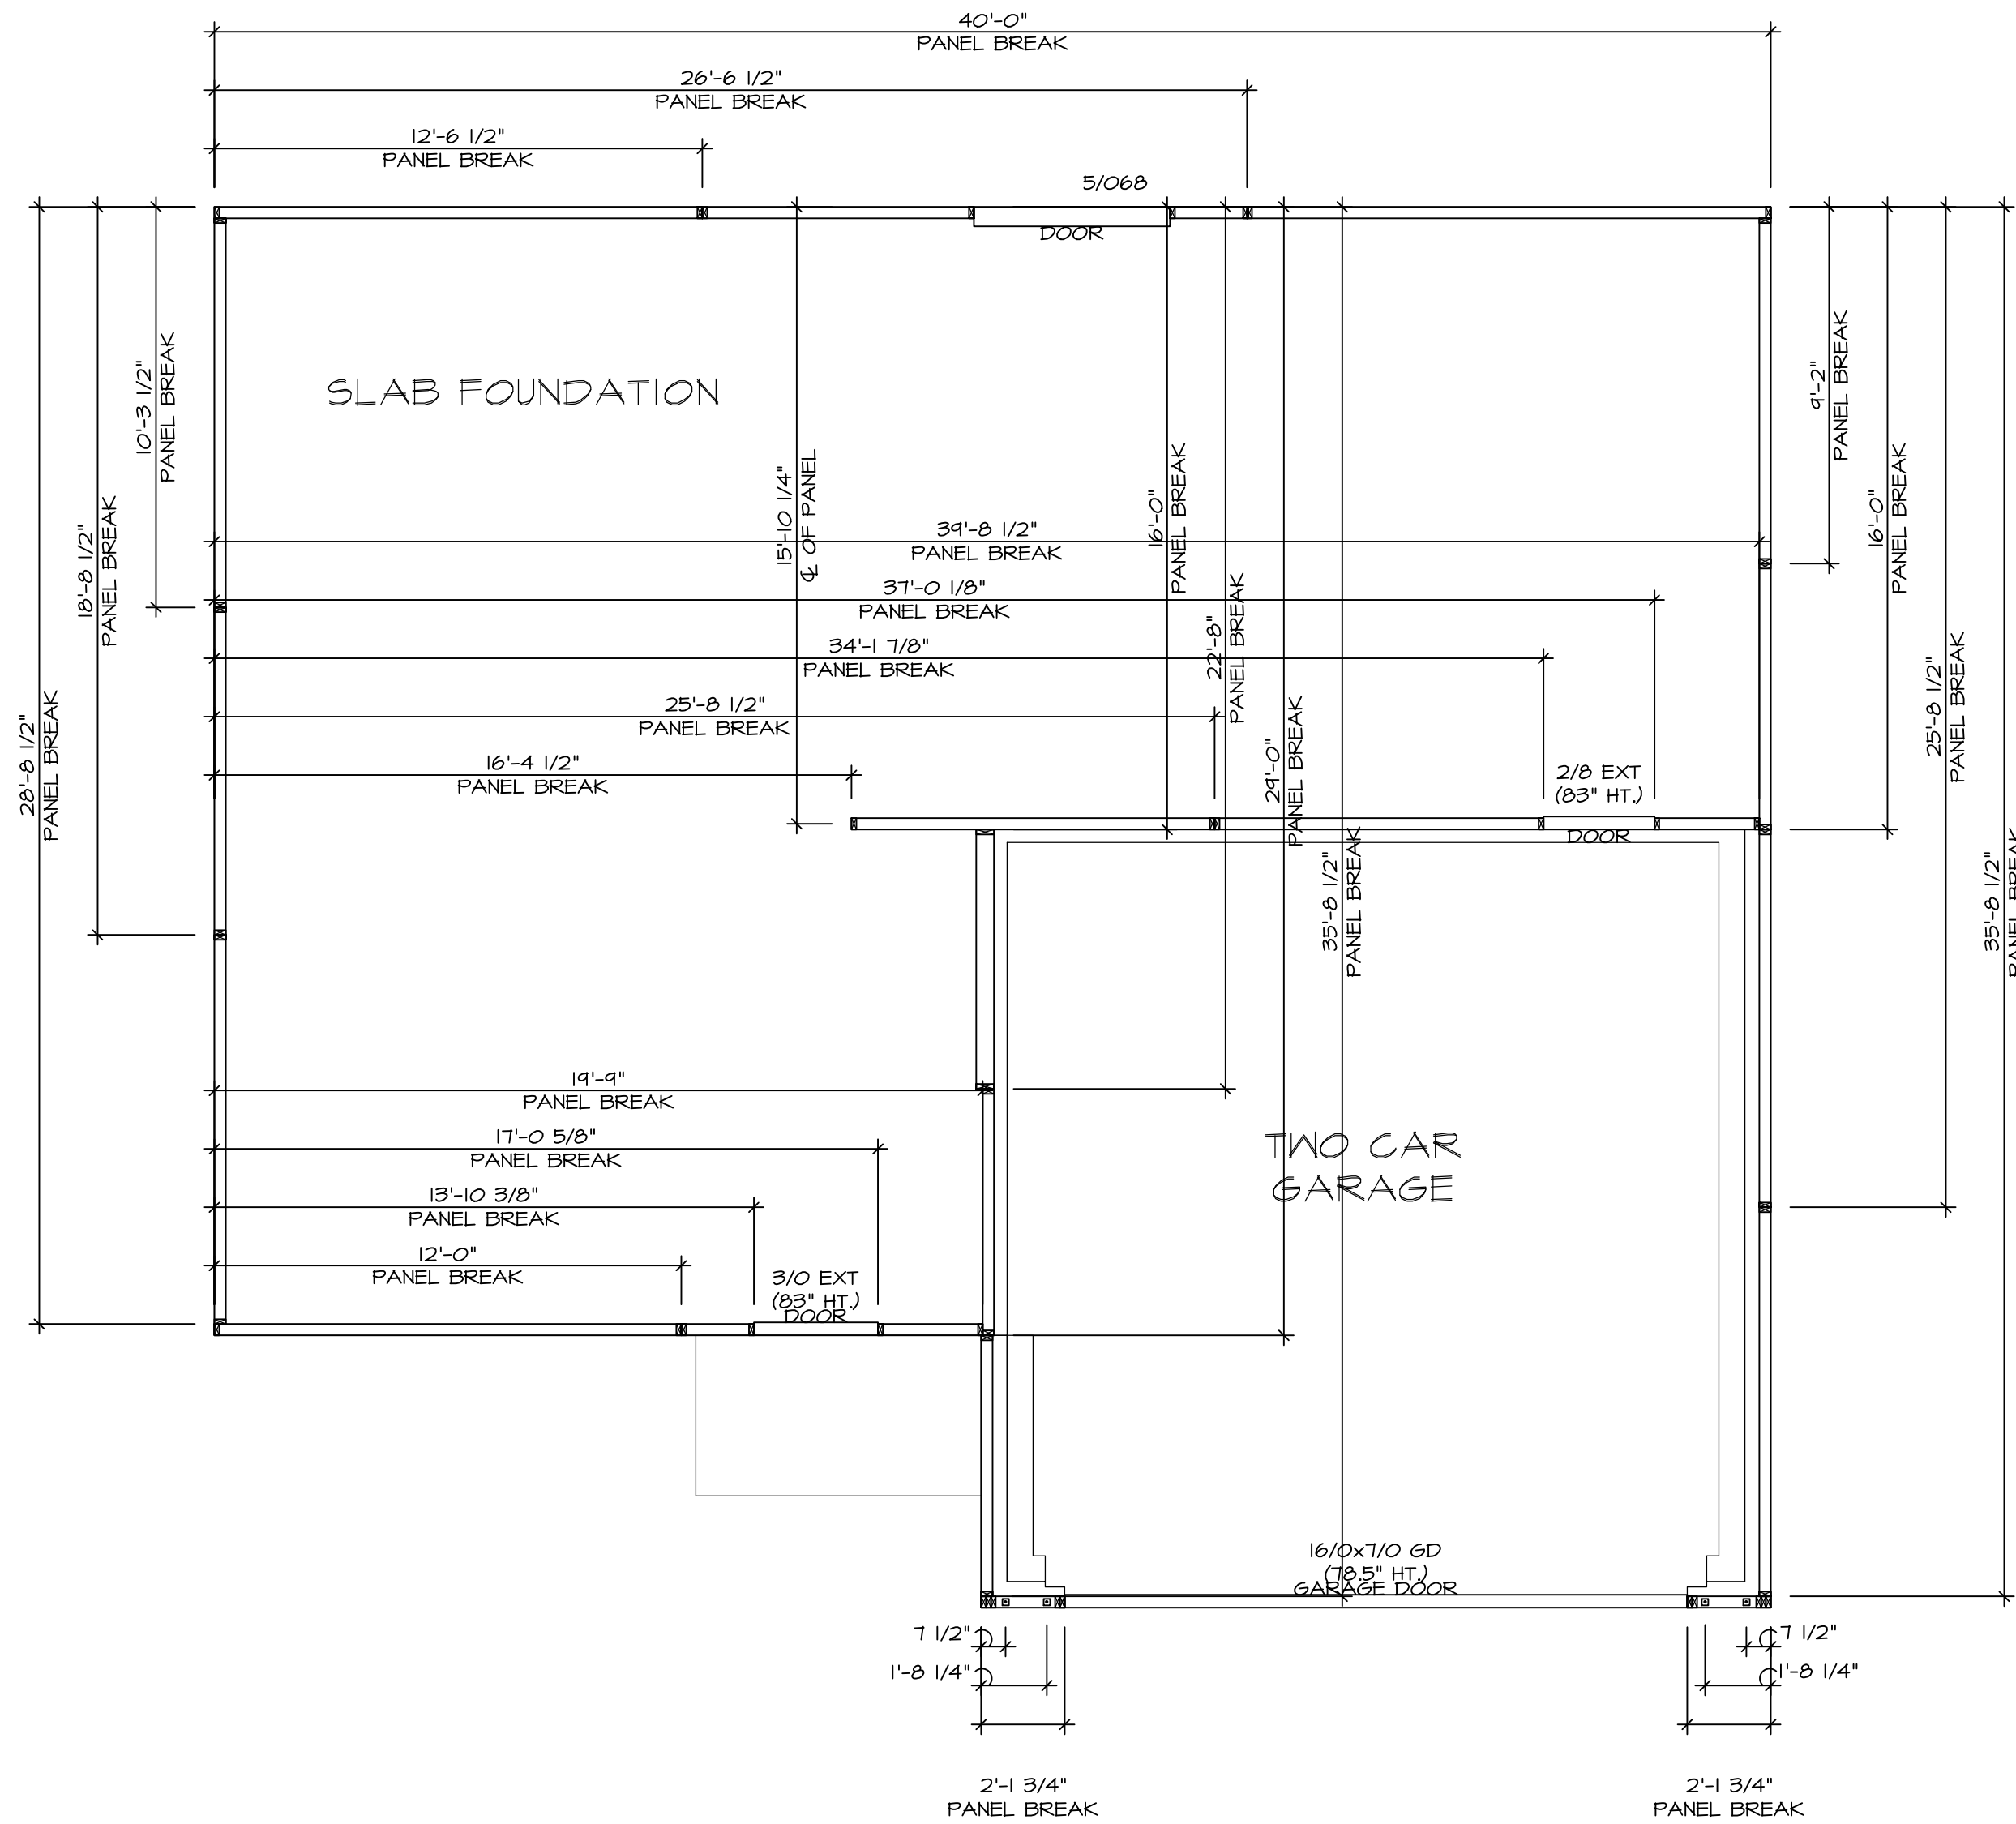 40'-0"
PANEL BREAK
26'-6 1/2"
PANEL BREAK
12'-6 1/2"
PANEL BREAK
5/068
DOOR
SLAB FOUNDATION
10'-3 1/2"
PANEL BREAK
18'-8 1/2"
PANEL BREAK
28'-8 1/2"
PANEL BREAK
15'-10 1/4"
℄ OF PANEL
16'-0"
PANEL BREAK
22'-8"
PANEL BREAK
29'-0"
PANEL BREAK
35'-8 1/2"
PANEL BREAK
9'-2"
PANEL BREAK
16'-0"
PANEL BREAK
25'-8 1/2"
PANEL BREAK
35'-8 1/2"
PANEL BREAK
39'-8 1/2"
PANEL BREAK
37'-0 1/8"
PANEL BREAK
34'-1 7/8"
PANEL BREAK
25'-8 1/2"
PANEL BREAK
16'-4 1/2"
PANEL BREAK
2/8 EXT
(83" HT.)
DOOR
19'-9"
PANEL BREAK
17'-0 5/8"
PANEL BREAK
13'-10 3/8"
PANEL BREAK
12'-0"
PANEL BREAK
3/0 EXT
(83" HT.)
DOOR
TWO CAR
GARAGE
16/0x7/0 GD
(78.5" HT.)
GARAGE DOOR
7 1/2"
7 1/2"
1'-8 1/4"
1'-8 1/4"
2'-1 3/4"
PANEL BREAK
2'-1 3/4"
PANEL BREAK